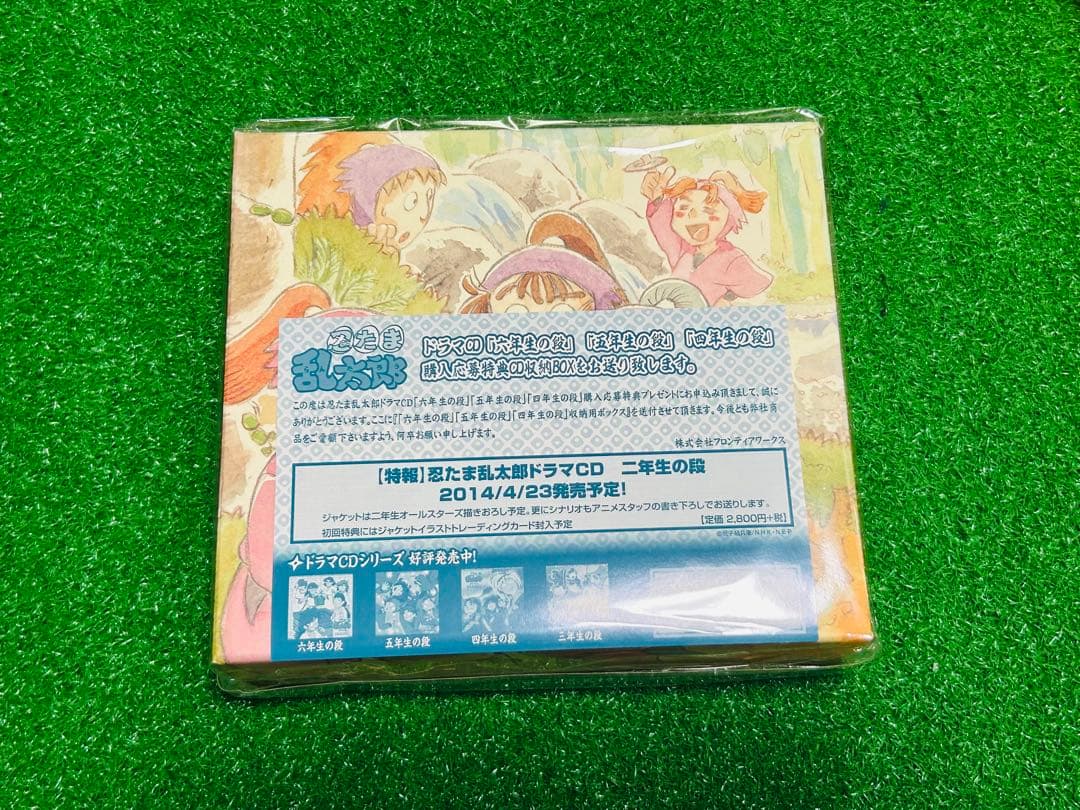 忍たま
乱太郎
ドラマCD「六年生の段」「五年生の段」「四年生の段」
購入応募特典CD収納BOXをお送り致します。
この度は忍たま乱太郎ドラマCD「六年生の段」「五年生の段」「四年生の段」購入応募特典プレゼントにお申込み頂きまして、誠に
ありがとうございます。ここに『「六年生の段」「五年生の段」「四年生の段」収納用ボックス』を送付させて頂きます。今後とも弊社商
品をご愛顧下さいますよう、何卒お願い申し上げます。
株式会社フロンティアワークス
【特報】忍たま乱太郎ドラマCD 二年生の段
2014/4/23発売予定!
ジャケットは二年生オールスターズ描きおろし予定。更にシナリオもアニメスタッフの書き下ろしでお送りします。
初回特典にはジャケットイラストトレーディングカード封入予定
【定価 2,800円+税】
©尼子騒兵衛/NHK・NEP
ドラマCDシリーズ 好評発売中!
六年生の段
五年生の段
四年生の段
三年生の段